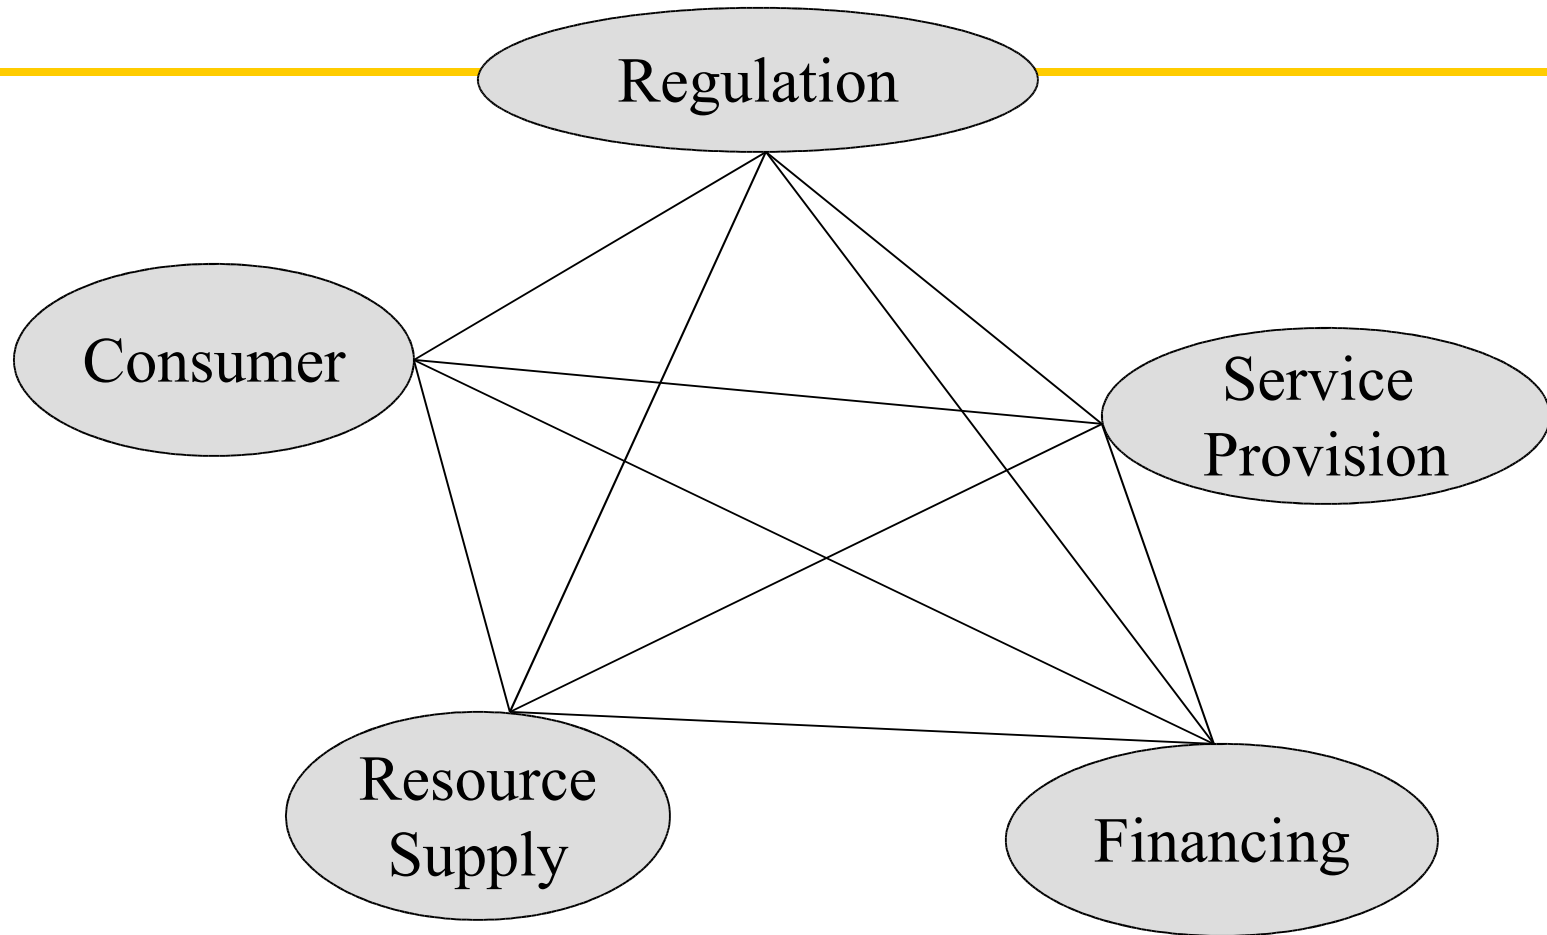 Regulation
Consumer
Service
Provision
Resource
Supply
Financing